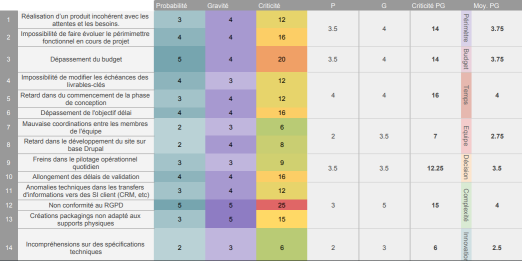 Probabilité Gravité Criticité P G Criticité PG Moy. PG
1 Réalisation d'un produit incohérent avec les attentes et les besoins. 3 4 12
2 Impossibilité de faire évoluer le périmimettre fonctionnel en cours de projet 4 4 16
3.5 4 14 Périmètre 3.75
3 Dépassement du budget 5 4 20 3.5 4 14 Budget 3.75
4 Impossibilité de modifier les échéances des livrables-clés 4 3 12
5 Retard dans du commencement de la phase de conception 3 4 12
6 Dépassement de l'objectif délai 4 4 16
4 4 16 Temps 4
7 Mauvaise coordinations entre les membres de l'équipe 2 3 6
8 Retard dans le développement du site sur base Drupal 2 4 8
2 3.5 7 Equipe 2.75
9 Freins dans le pilotage opérationnel quotidien 3 3 9
10 Allongement des délais de validation 4 4 16
3.5 3.5 12.25 Décision 3.5
11 Anomalies techniques dans les transferts d'informations vers des SI client (CRM, etc) 3 4 12
12 Non conformité au RGPD 5 5 25
13 Créations packagings non adapté aux supports physiques 3 5 15
3 5 15 Complexité 4
14 Incompréhensions sur des spécifications techniques 2 3 6 2 3 6 Innovation 2.5